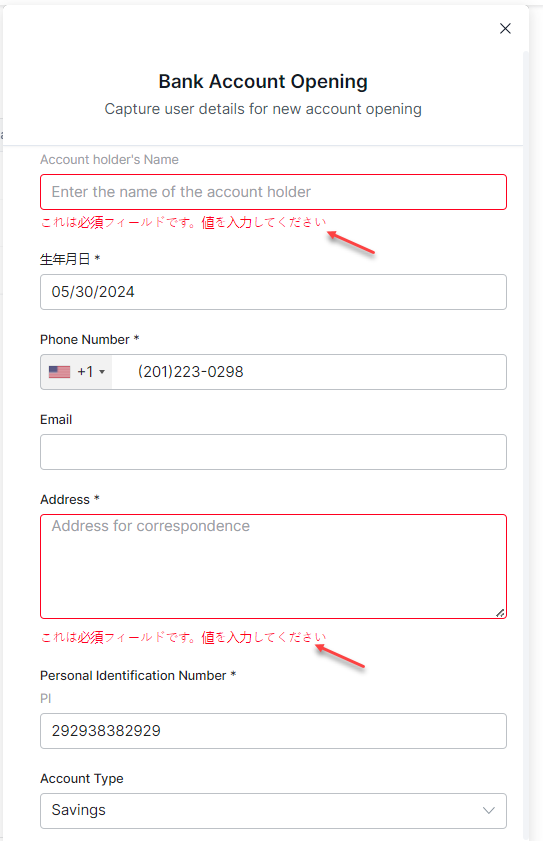 Bank Account Opening
Capture user details for new account opening
Account holder's Name
Enter the name of the account holder
これは必須フィールドです。値を入力してください
生年月日 *
05/30/2024
Phone Number *
+1 (201)223-0298
Email
Address *
Address for correspondence
これは必須フィールドです。値を入力してください
Personal Identification Number *
PI
292938382929
Account Type
Savings